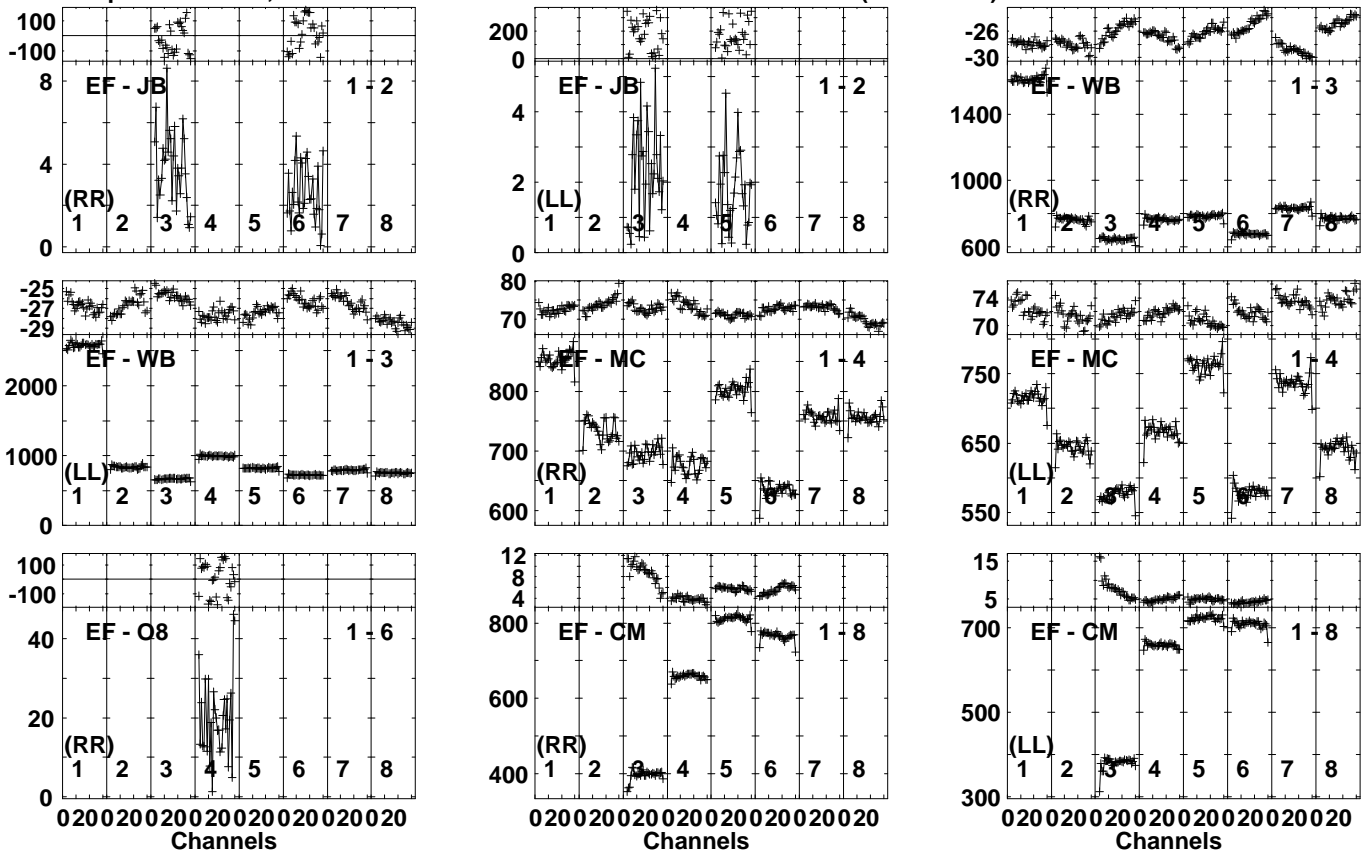 100
-100
8
4
0
EF - JB 1 - 2
(RR)
1 2 3 4 5 6 7 8
200
0
4
2
0
EF - JB 1 - 2
(LL)
1 2 3 4 5 6 7 8
-26
-30
1400
1000
600
EF - WB 1 - 3
(RR)
1 2 3 4 5 6 7 8
-25
-27
-29
2000
1000
0
EF - WB 1 - 3
(LL)
1 2 3 4 5 6 7 8
80
70
800
700
600
EF - MC 1 - 4
(RR)
1 2 3 4 5 6 7 8
74
70
750
650
550
EF - MC 1 - 4
(LL)
1 2 3 4 5 6 7 8
100
-100
40
20
0
EF - O8 1 - 6
(RR)
1 2 3 4 5 6 7 8
0 20 0 20 0 20 0 20 0 20 0 20 0 20 0 20
Channels
12
8
4
800
600
400
EF - CM 1 - 8
(RR)
1 2 3 4 5 6 7 8
0 20 0 20 0 20 0 20 0 20 0 20 0 20 0 20
Channels
15
5
700
500
300
EF - CM 1 - 8
(LL)
1 2 3 4 5 6 7 8
0 20 0 20 0 20 0 20 0 20 0 20 0 20 0 20
Channels